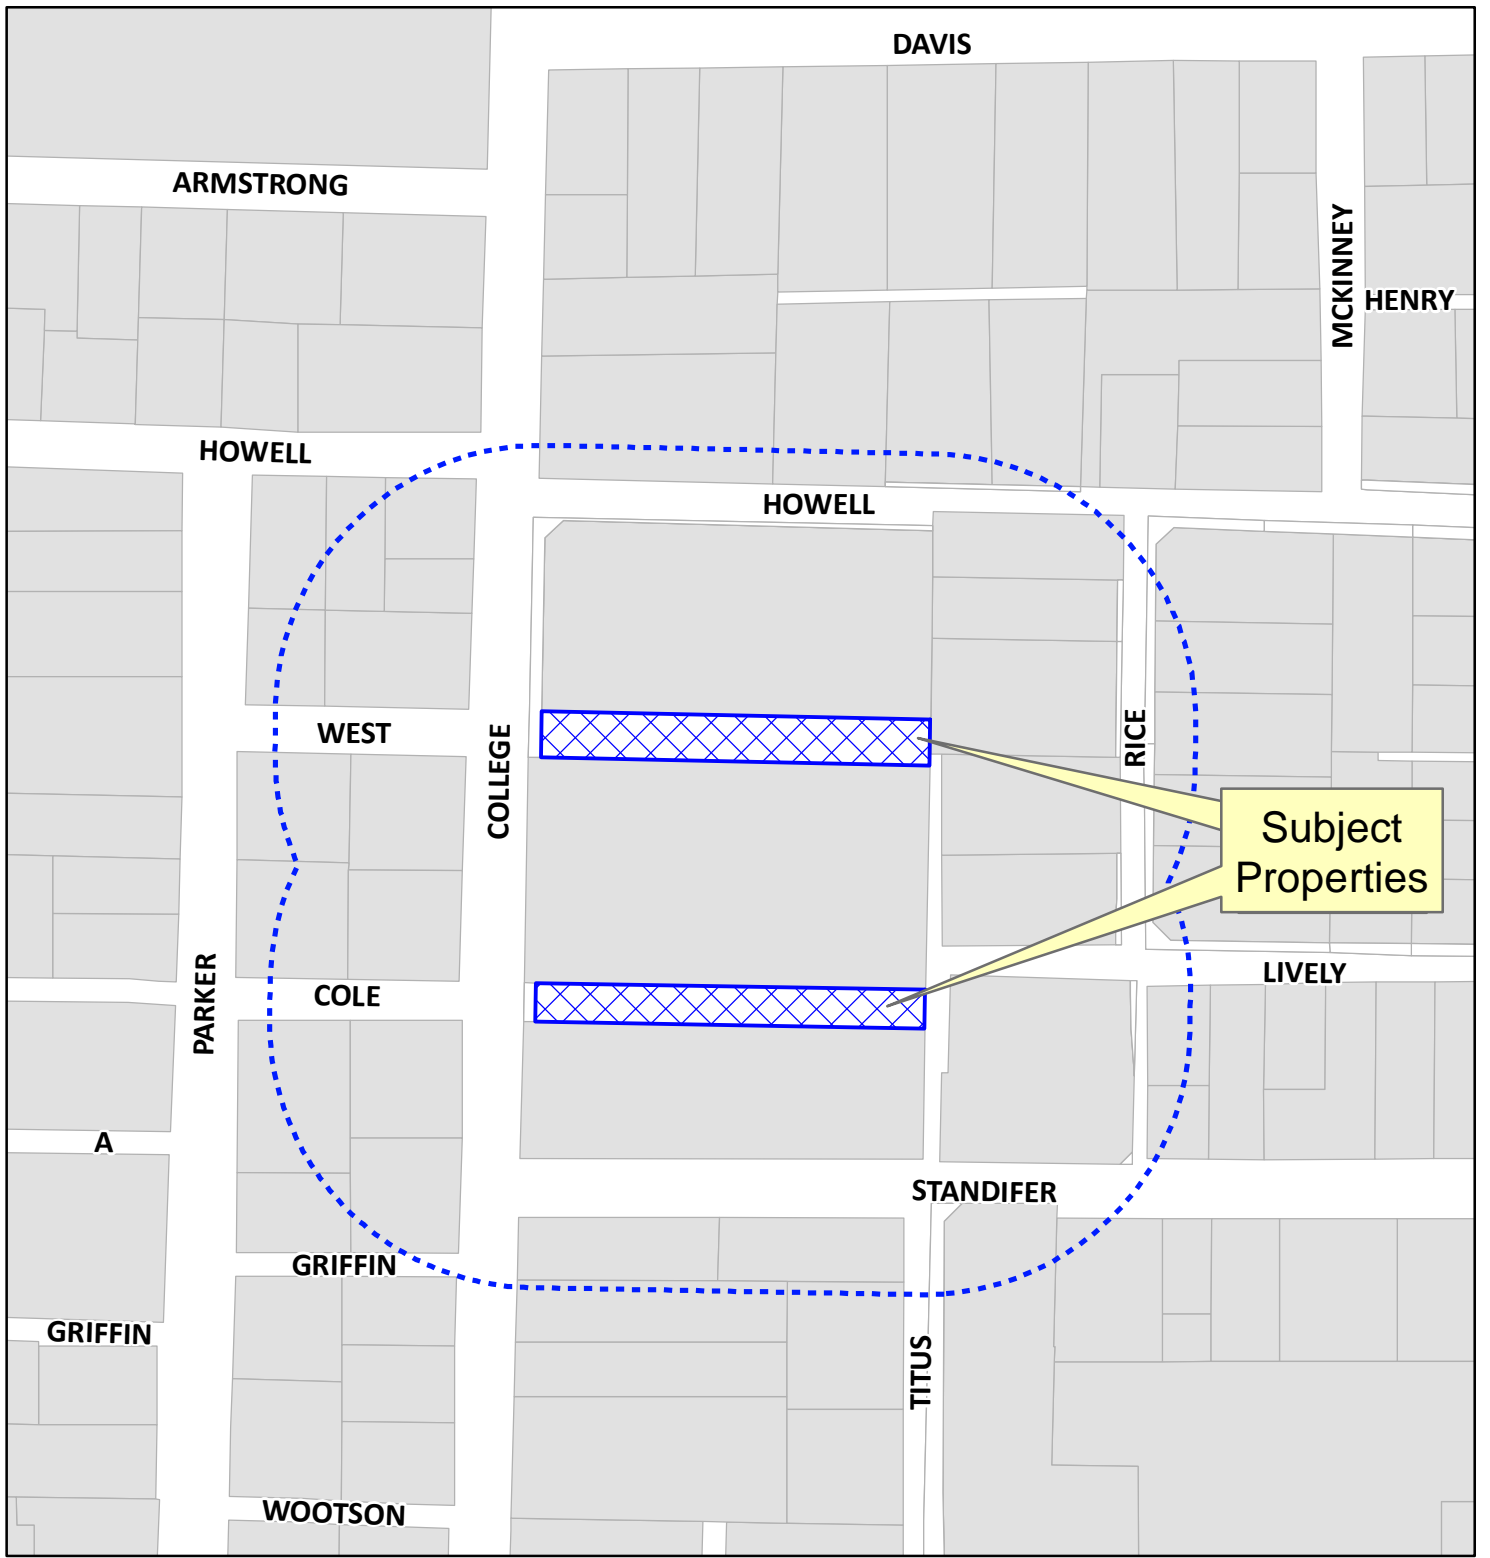 DAVIS
ARMSTRONG
MCKINNEY
HENRY
HOWELL
HOWELL
WEST
COLLEGE
RICE
Subject
Properties
LIVELY
COLE
PARKER
A
STANDIFER
GRIFFIN
GRIFFIN
TITUS
WOOTSON